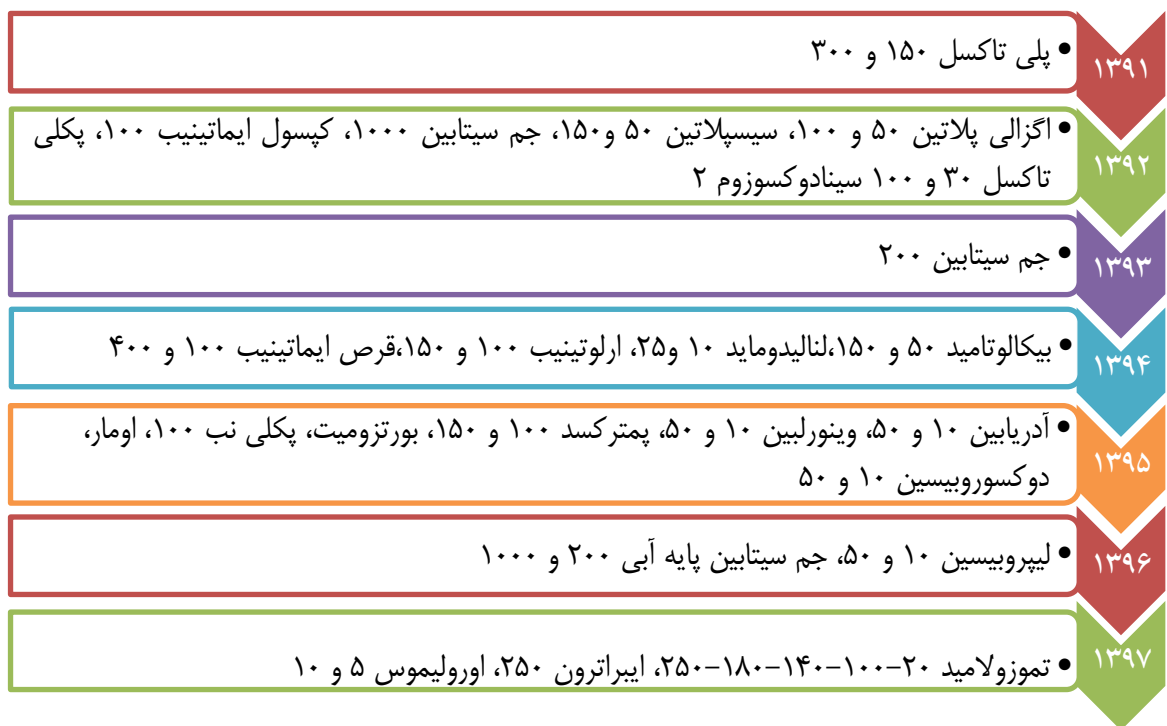 ۱۳۹۱
• پلی تاکسل ۱۵۰ و ۳۰۰
۱۳۹۲
• اگزالی پلاتین ۵۰ و ۱۰۰، سیسپلاتین ۵۰ و۱۵۰، جم سیتابین ۱۰۰۰، کپسول ایماتینیب ۱۰۰، پکلی
تاکسل ۳۰ و ۱۰۰ سینادوکسوزوم ۲
۱۳۹۳
• جم سیتابین ۲۰۰
۱۳۹۴
• بیکالوتامید ۵۰ و ۱۵۰،لنالیدوماید ۱۰ و۲۵، ارلوتینیب ۱۰۰ و ۱۵۰،قرص ایماتینیب ۱۰۰ و ۴۰۰
۱۳۹۵
• آدریابین ۱۰ و ۵۰، وینورلبین ۱۰ و ۵۰، پمترکسد ۱۰۰ و ۱۵۰، بورتزومیت، پکلی نب ۱۰۰، اومار،
دوکسوروبیسین ۱۰ و ۵۰
۱۳۹۶
• لیپروبیسین ۱۰ و ۵۰، جم سیتابین پایه آبی ۲۰۰ و ۱۰۰۰
۱۳۹۷
• تموزولامید ۲۰-۱۰۰-۱۴۰-۱۸۰-۲۵۰، ایبراترون ۲۵۰، اورولیموس ۵ و ۱۰